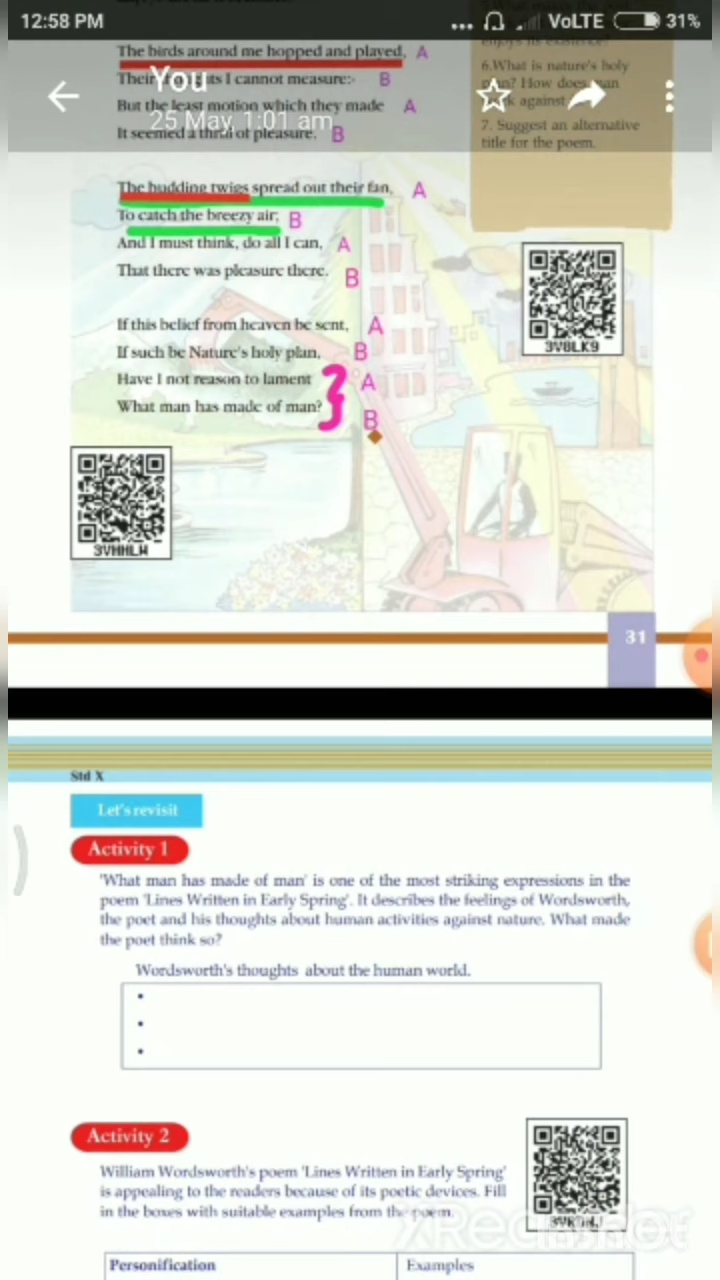 12:58 PM ... VoLTE 31%
The birds around me hopped and played, A
Their I cannot measure:- B
You
But the least motion which they made A
25 May, 1:01 am
It seemed a thrill of pleasure. B
enjoys its existence?
6.What is nature's holy
plan? How does man
against
7. Suggest an alternative
title for the poem.
The budding twigs spread out their fan, A
To catch the breezy air; B
And I must think, do all I can, A
That there was pleasure there. B
3V8LK9
If this belief from heaven be sent, A
If such be Nature's holy plan, B
Have I not reason to lament A
What man has made of man? B
3VHHLW
31
Std X
Let's revisit
Activity 1
'What man has made of man' is one of the most striking expressions in the
poem 'Lines Written in Early Spring'. It describes the feelings of Wordsworth,
the poet and his thoughts about human activities against nature. What made
the poet think so?
Wordsworth's thoughts about the human world.
•
•
•
Activity 2
William Wordsworth's poem 'Lines Written in Early Spring'
is appealing to the readers because of its poetic devices. Fill
in the boxes with suitable examples from the poem.
Personification Examples